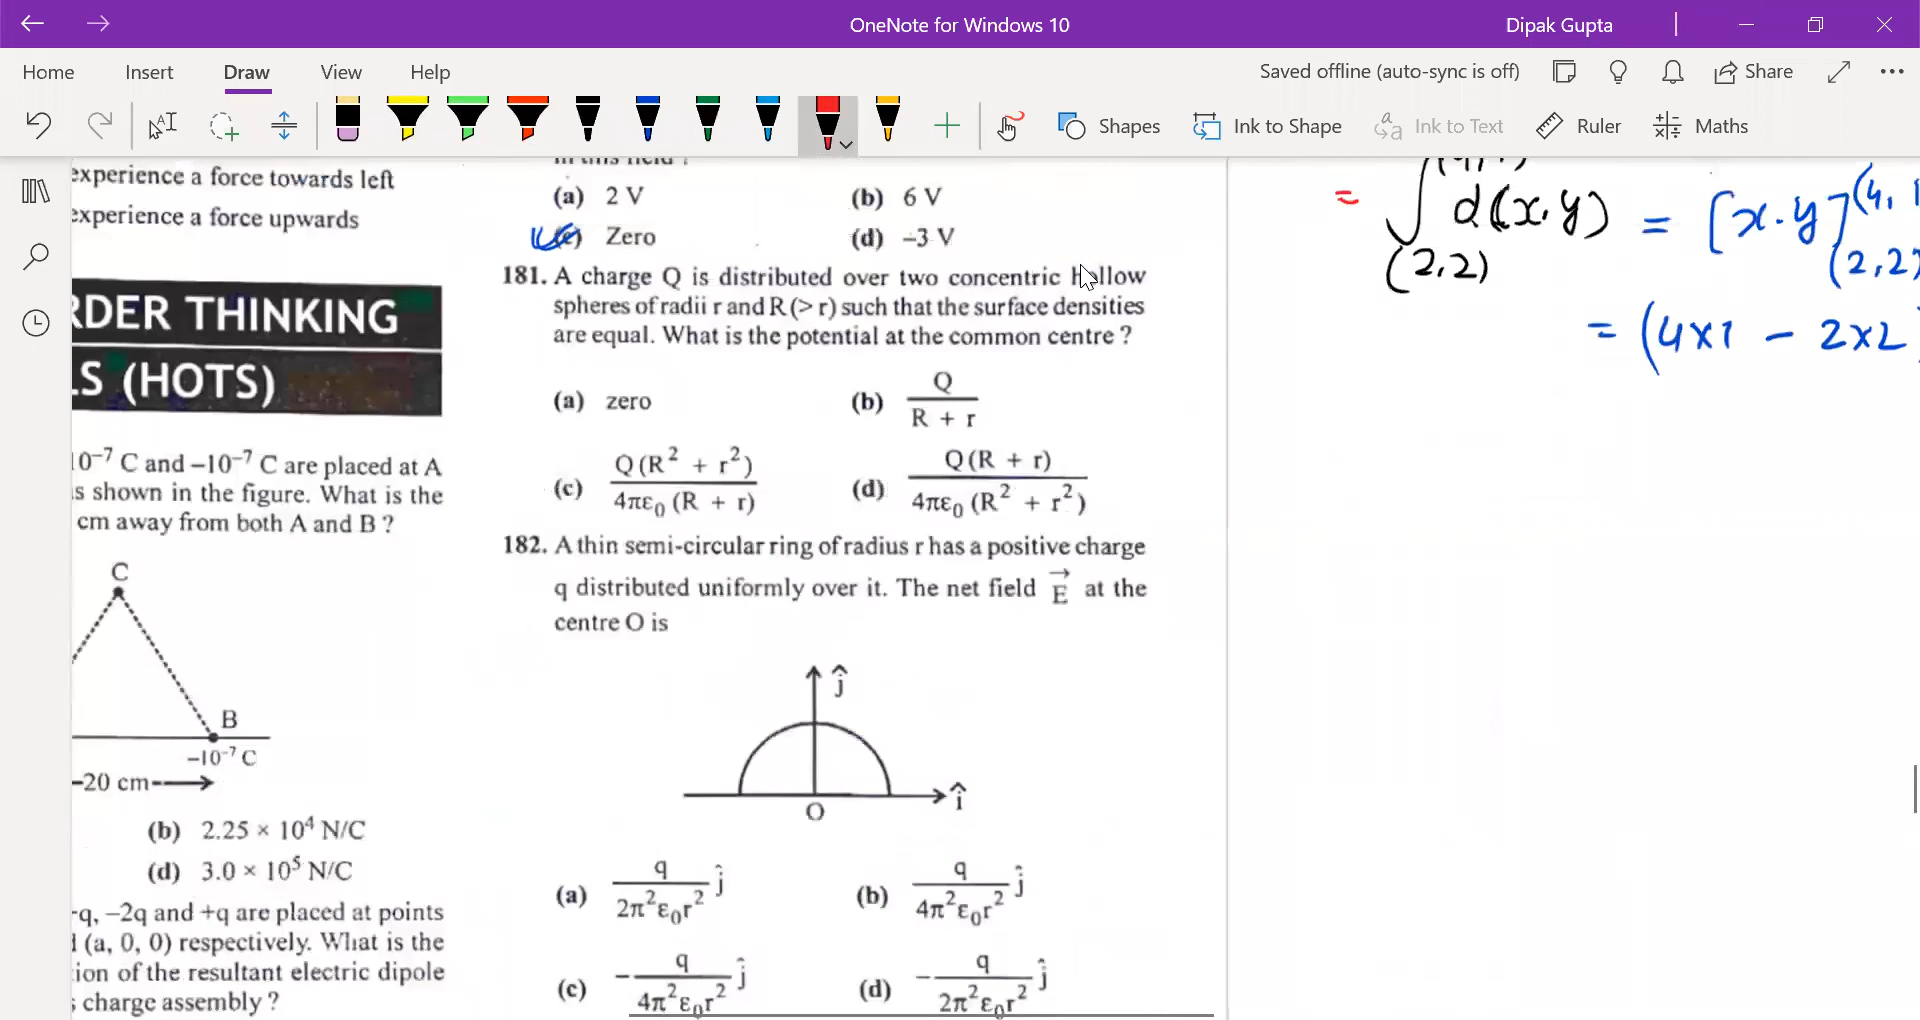 OneNote for Windows 10
Dipak Gupta
Home Insert Draw View Help
Saved offline (auto-sync is off) Share
Shapes Ink to Shape Ink to Text Ruler Maths
experience a force towards left
experience a force upwards
RDER THINKING
LS (HOTS)
10⁻⁷ C and –10⁻⁷ C are placed at A
s shown in the figure. What is the
cm away from both A and B ?
C
B
–10⁻⁷ C
–20 cm
(b) 2.25 × 10⁴ N/C
(d) 3.0 × 10⁵ N/C
-q, –2q and +q are placed at points
(a, 0, 0) respectively. What is the
ion of the resultant electric dipole
charge assembly ?
in this field ?
(a) 2 V (b) 6 V
(c) Zero (d) –3 V
181. A charge Q is distributed over two concentric hollow
spheres of radii r and R (> r) such that the surface densities
are equal. What is the potential at the common centre ?
(a) zero (b) Q / R + r
(c) Q (R² + r²) / 4πε₀ (R + r) (d) Q (R + r) / 4πε₀ (R² + r²)
182. A thin semi-circular ring of radius r has a positive charge
q distributed uniformly over it. The net field E⃗ at the
centre O is
ĵ
î
O
(a) q / 2π²ε₀r² ĵ (b) q / 4π²ε₀r² ĵ
(c) – q / 4π²ε₀r² ĵ (d) – q / 2π²ε₀r² ĵ
= ∫ d(x.y) = [x.y] (4, 1
(2,2) (2,2)
= (4x1 – 2x2